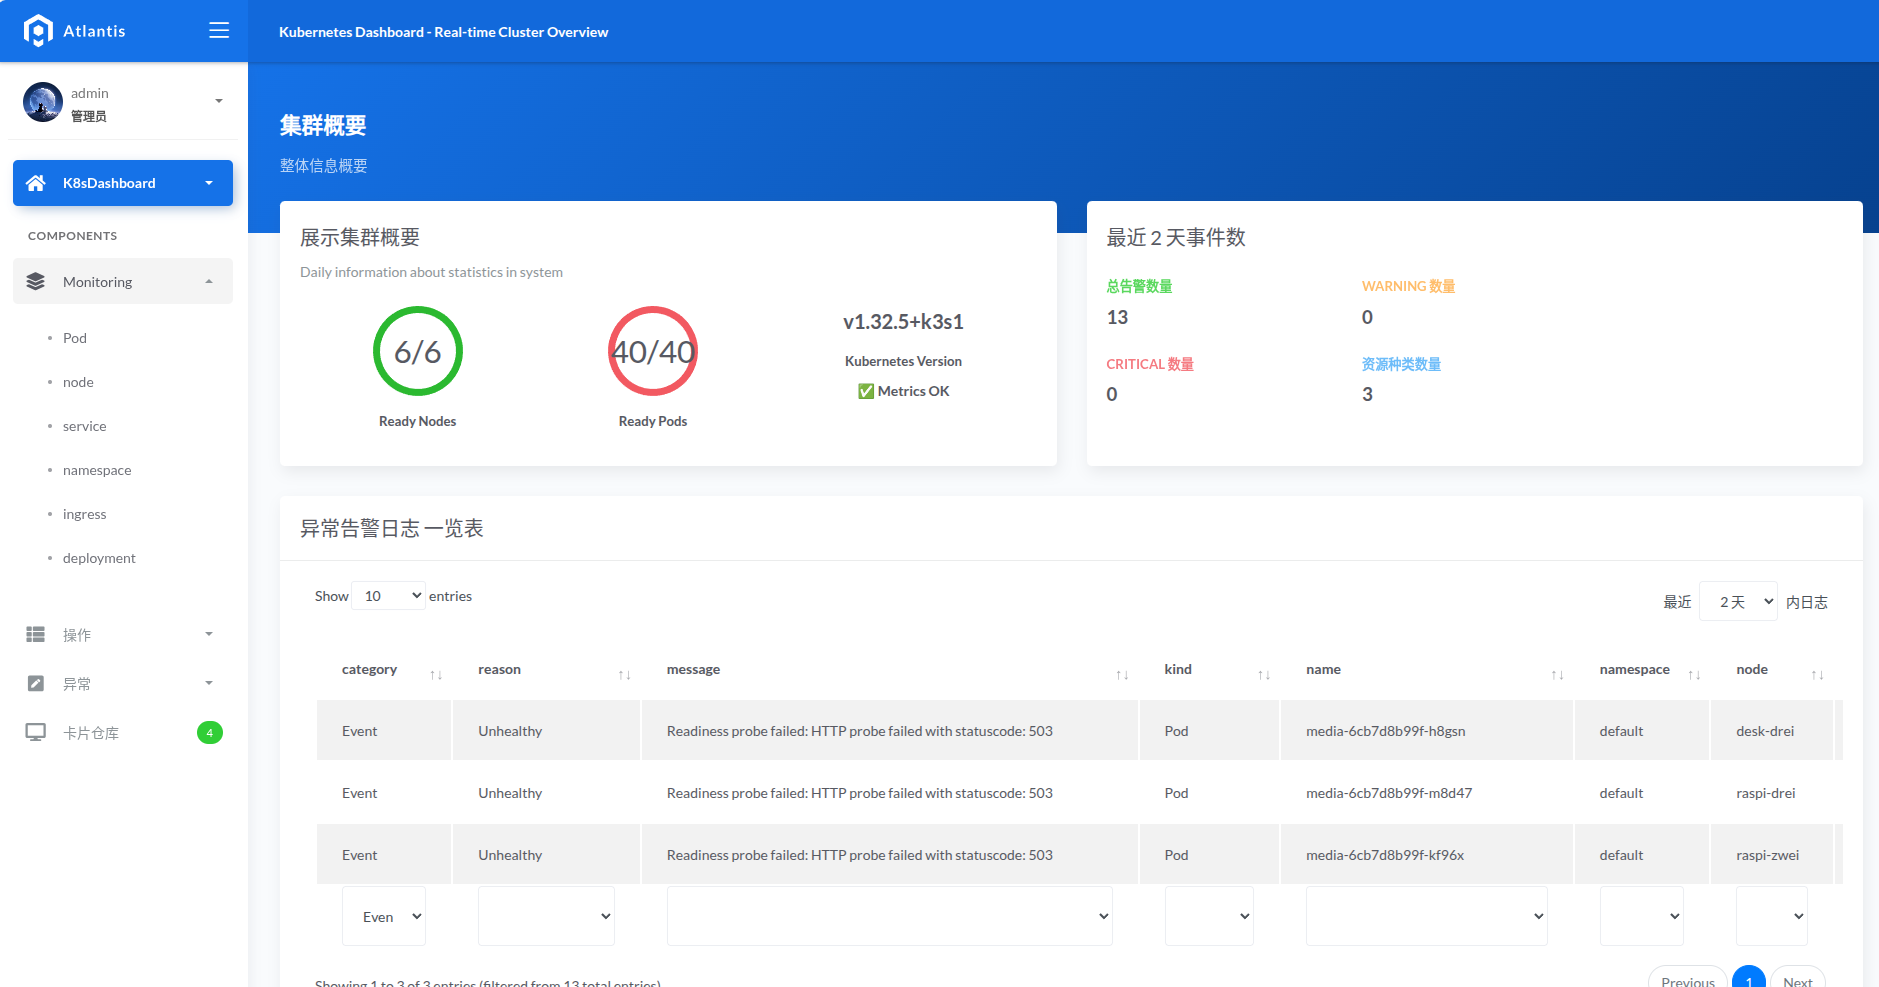 Atlantis
Kubernetes Dashboard - Real-time Cluster Overview
admin
管理员
K8sDashboard
COMPONENTS
Monitoring
Pod
node
service
namespace
ingress
deployment
操作
异常
卡片仓库 4
集群概要
整体信息概要
展示集群概要
Daily information about statistics in system
6/6
Ready Nodes
40/40
Ready Pods
v1.32.5+k3s1
Kubernetes Version
✅ Metrics OK
最近 2 天事件数
总告警数量
13
WARNING 数量
0
CRITICAL 数量
0
资源种类数量
3
异常告警日志 一览表
Show 10 entries
最近 2 天 内日志
category ↑↓ reason ↑↓ message ↑↓ kind ↑↓ name ↑↓ namespace ↑↓ node ↑↓
Event Unhealthy Readiness probe failed: HTTP probe failed with statuscode: 503 Pod media-6cb7d8b99f-h8gsn default desk-drei
Event Unhealthy Readiness probe failed: HTTP probe failed with statuscode: 503 Pod media-6cb7d8b99f-m8d47 default raspi-drei
Event Unhealthy Readiness probe failed: HTTP probe failed with statuscode: 503 Pod media-6cb7d8b99f-kf96x default raspi-zwei
Even
Showing 1 to 3 of 3 entries (filtered from 13 total entries)
Previous 1 Next